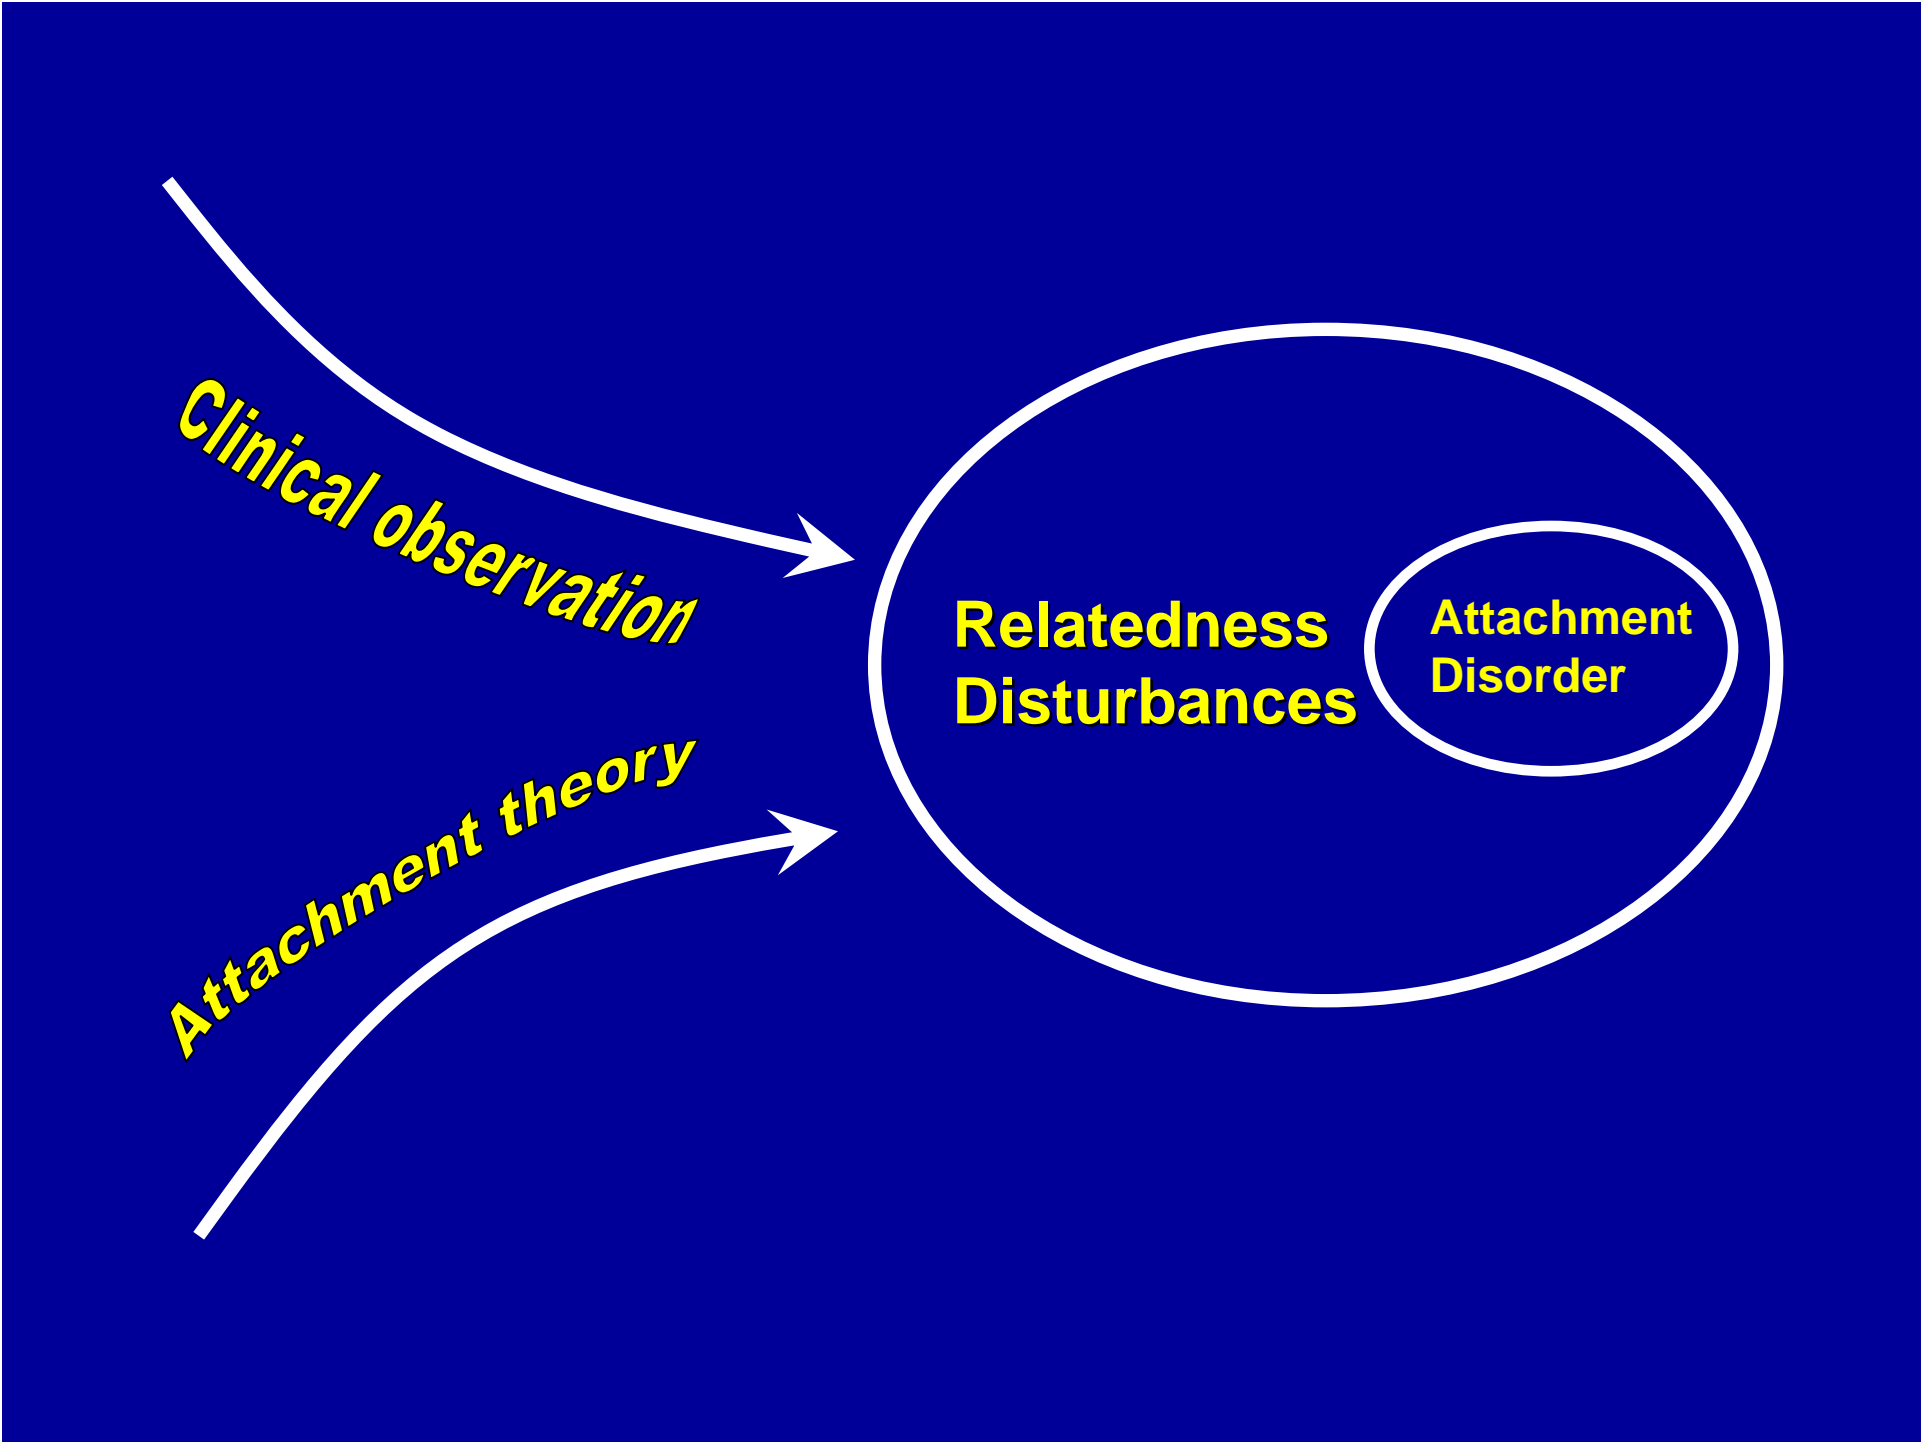 Clinical observation
Relatedness
Disturbances
Attachment
Disorder
Attachment theory